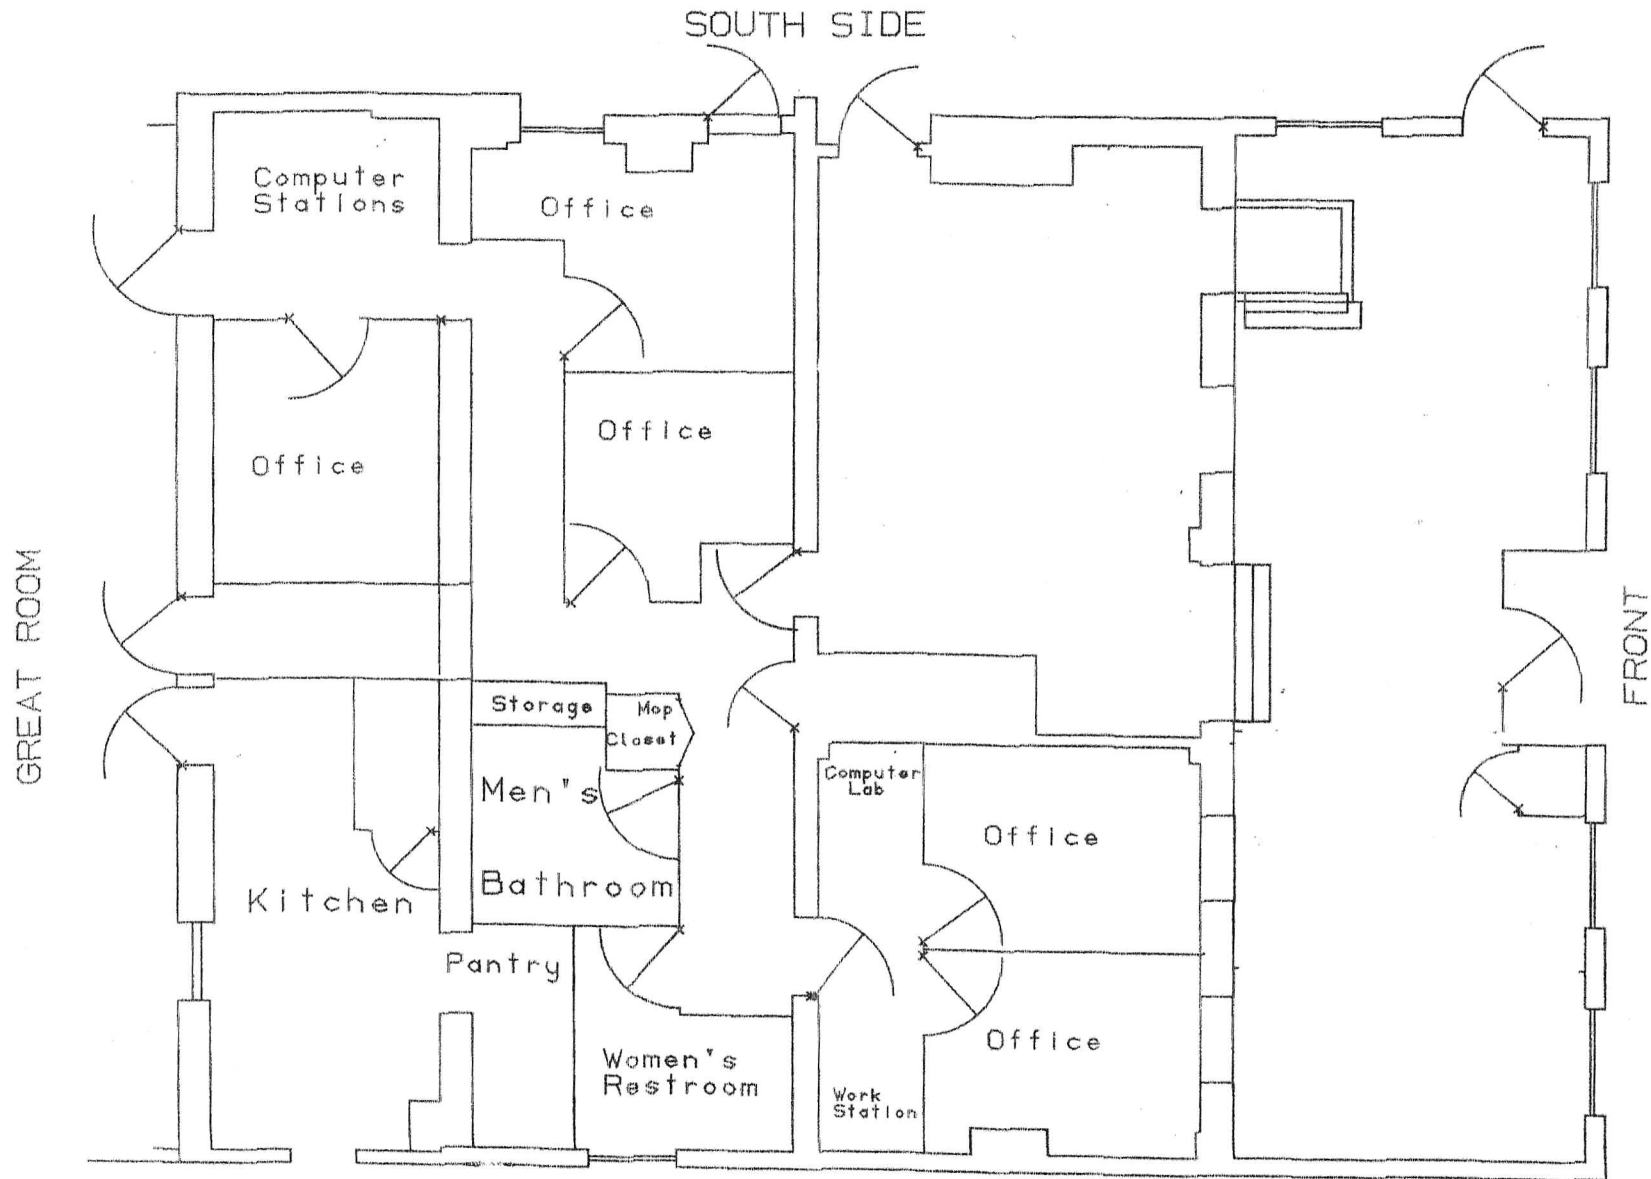 SOUTH SIDE
Computer
Stations
Office
Office
Office
GREAT ROOM
FRONT
Storage
Mop
Closet
Men's
Bathroom
Computer
Lab
Office
Kitchen
Pantry
Office
Women's
Restroom
Work
Station